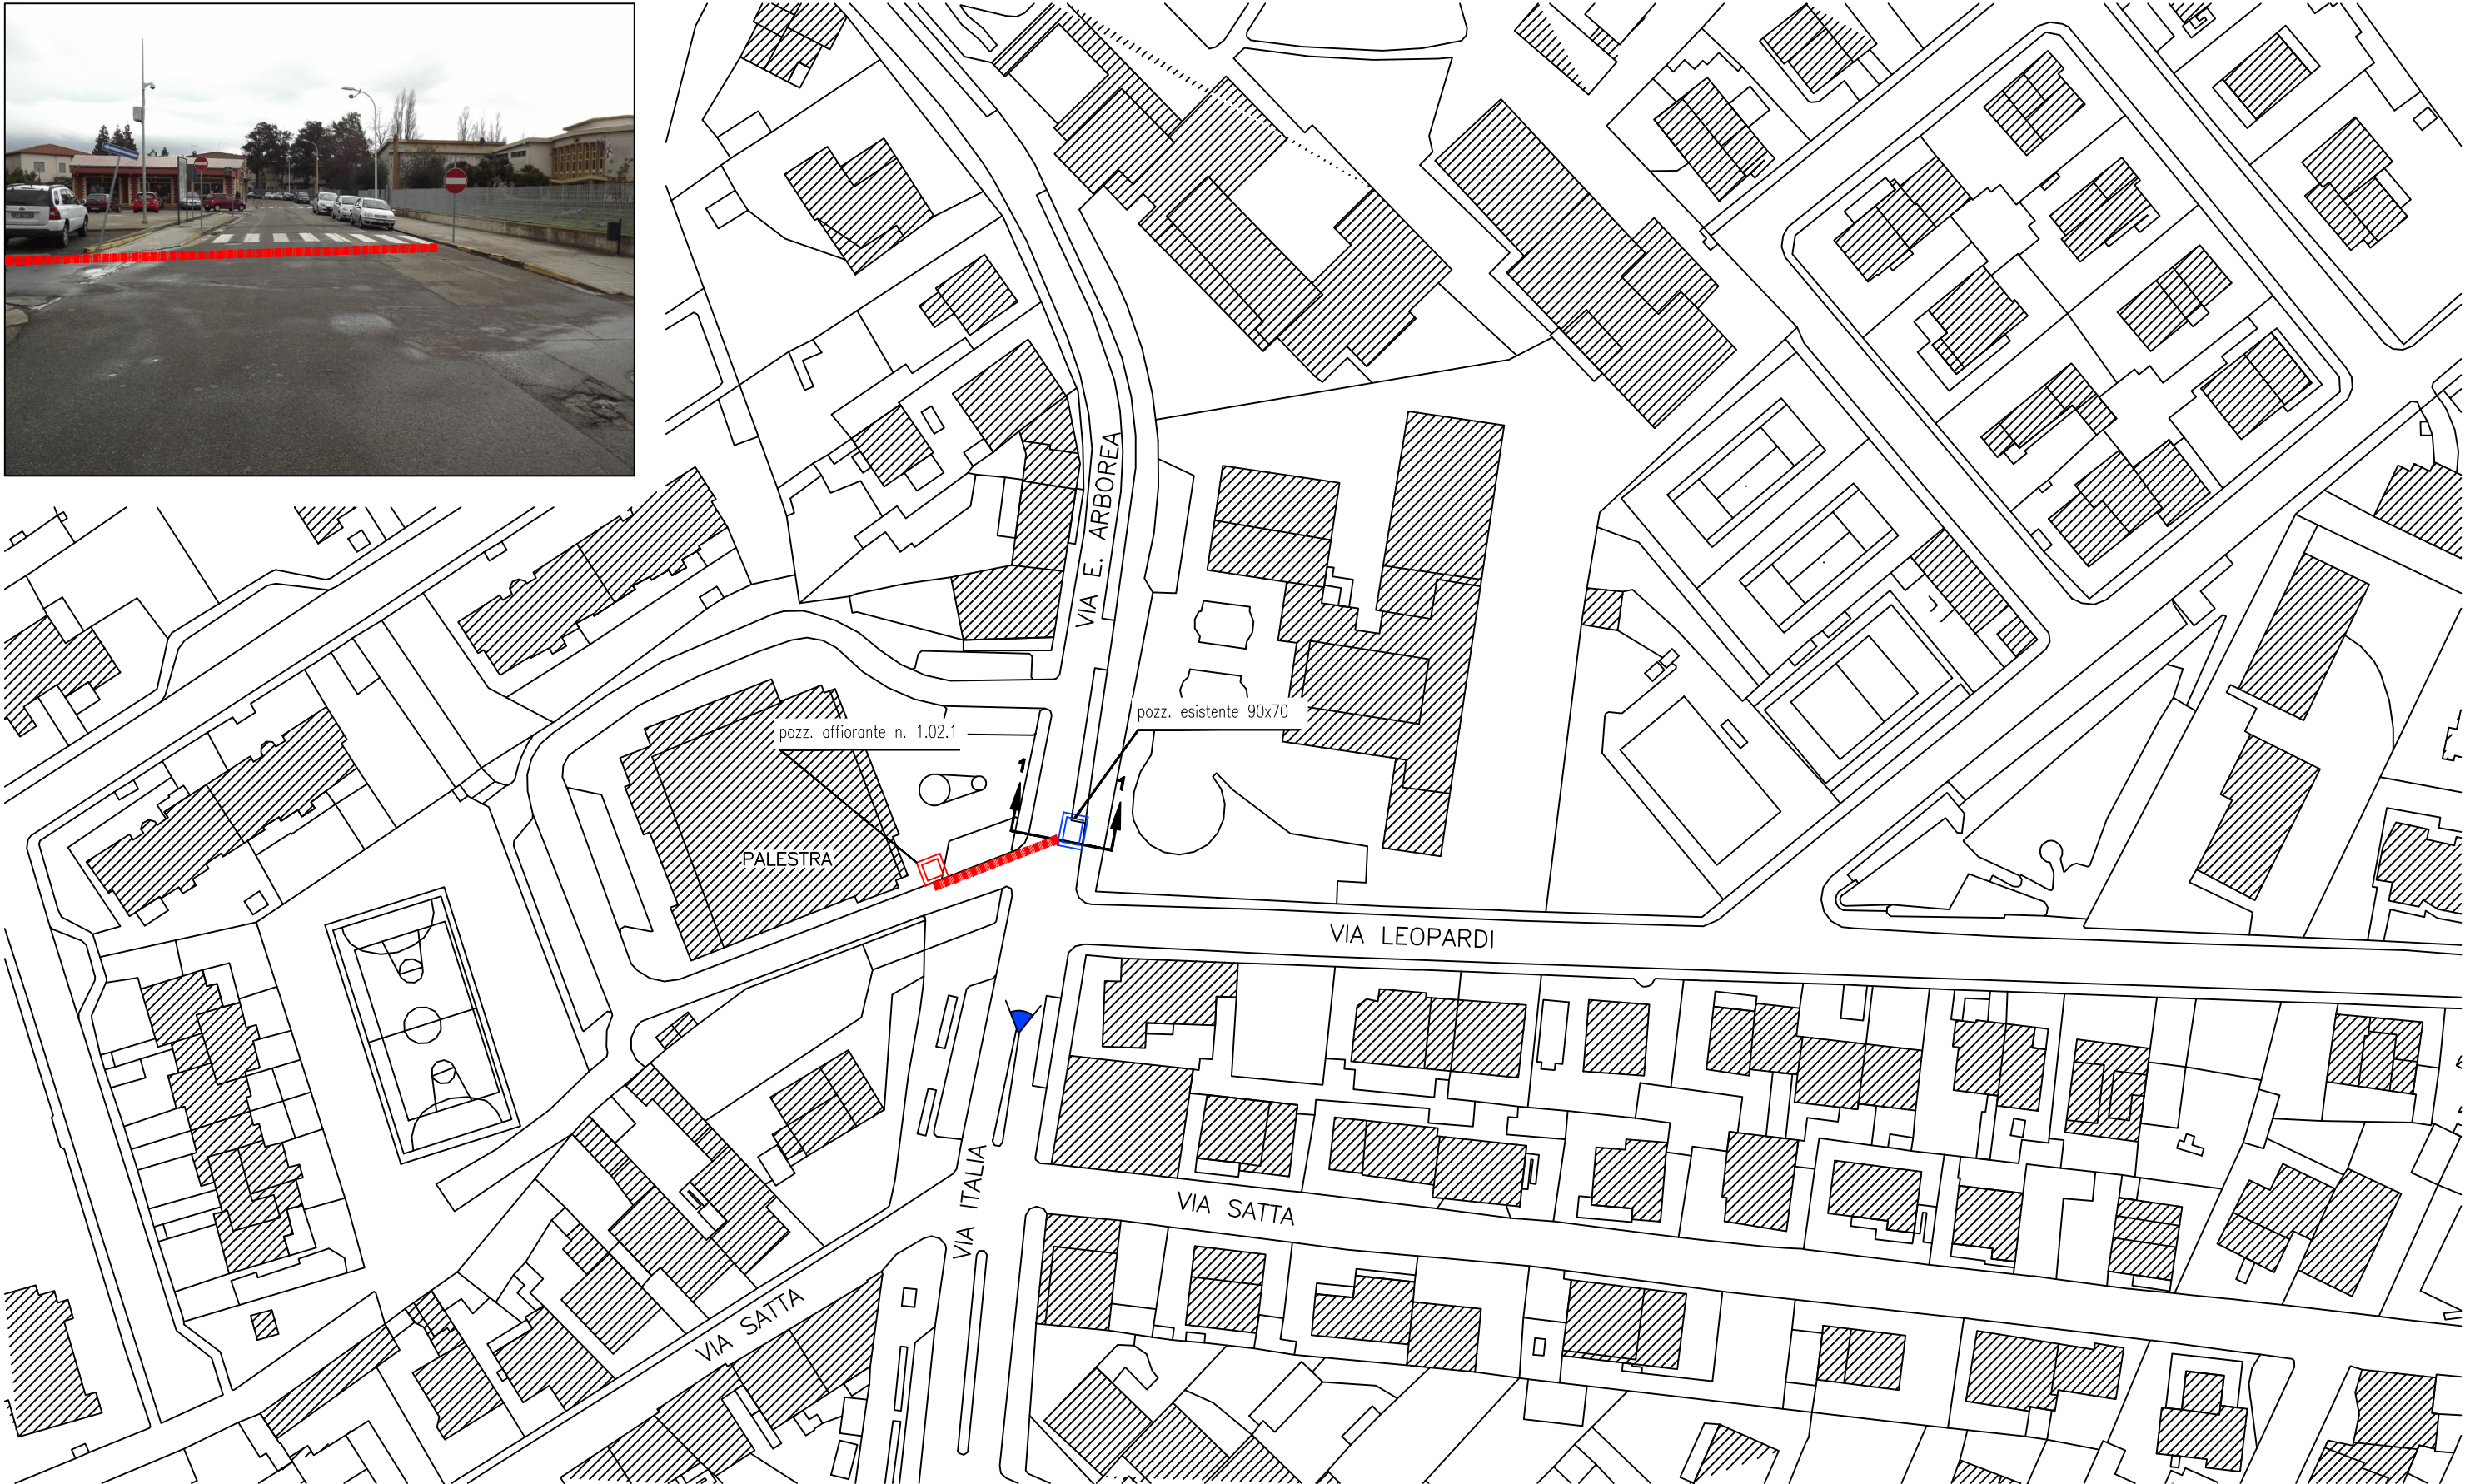 VIA E. ARBOREA
pozz. esistente 90x70
pozz. affiorante n. 1.02.1
1
1
PALESTRA
VIA LEOPARDI
VIA ITALIA
VIA SATTA
VIA SATTA